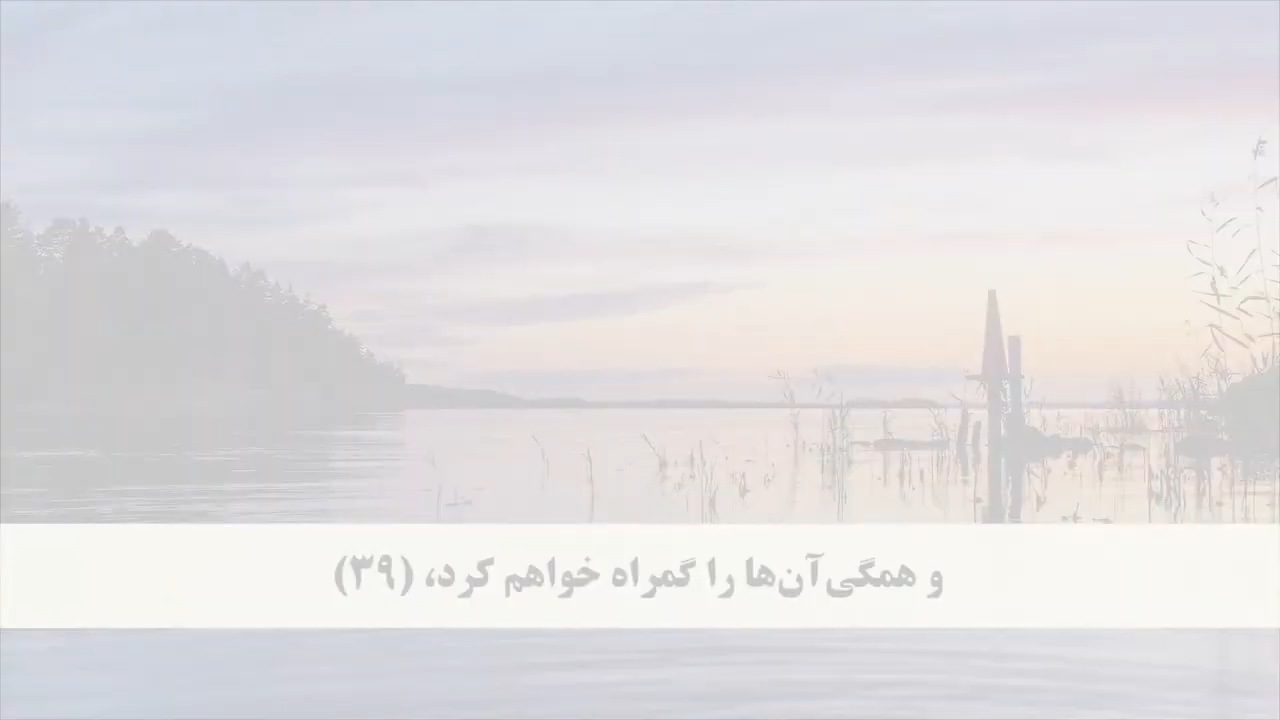 و همگی آن‌ها را گمراه خواهم کرد، (۳۹)